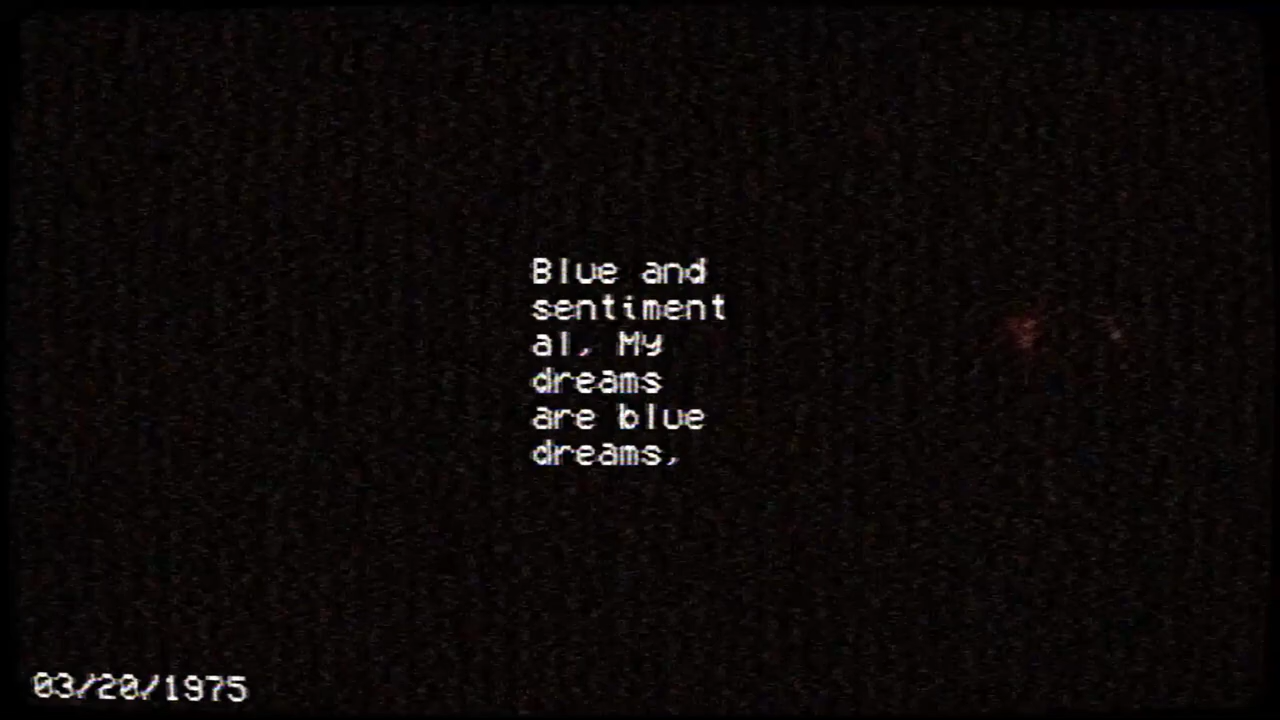 Blue and
sentiment
al, My
dreams
are blue
dreams,
03/20/1975